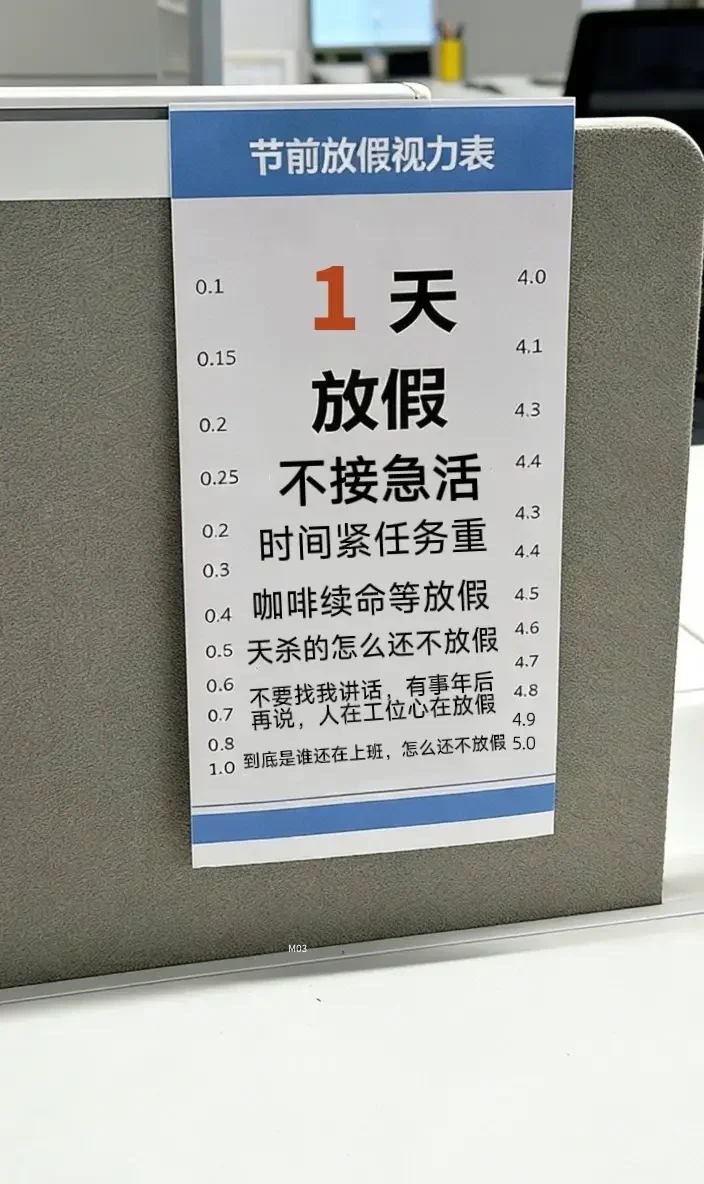 节前放假视力表
0.1 1 天 4.0
0.15 放假 4.1
0.2 4.3
0.25 不接急活 4.4
0.2 时间紧任务重 4.3
0.3 4.4
0.4 咖啡续命等放假 4.5
0.5 天杀的怎么还不放假 4.6
0.6 不要找我讲话，有事年后 4.7
0.7 再说，人在工位心在放假 4.8
0.8 4.9
1.0 到底是谁还在上班，怎么还不放假 5.0
M03